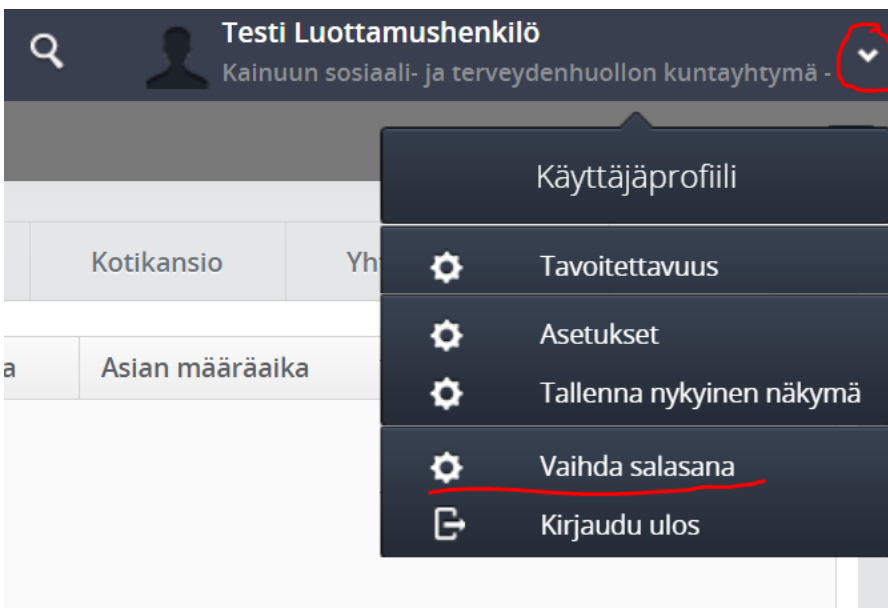 Testi Luottamushenkilö
Kainuun sosiaali- ja terveydenhuollon kuntayhtymä -
Käyttäjäprofiili
Kotikansio
Yh
Tavoitettavuus
a
Asian määräaika
Asetukset
Tallenna nykyinen näkymä
Vaihda salasana
Kirjaudu ulos